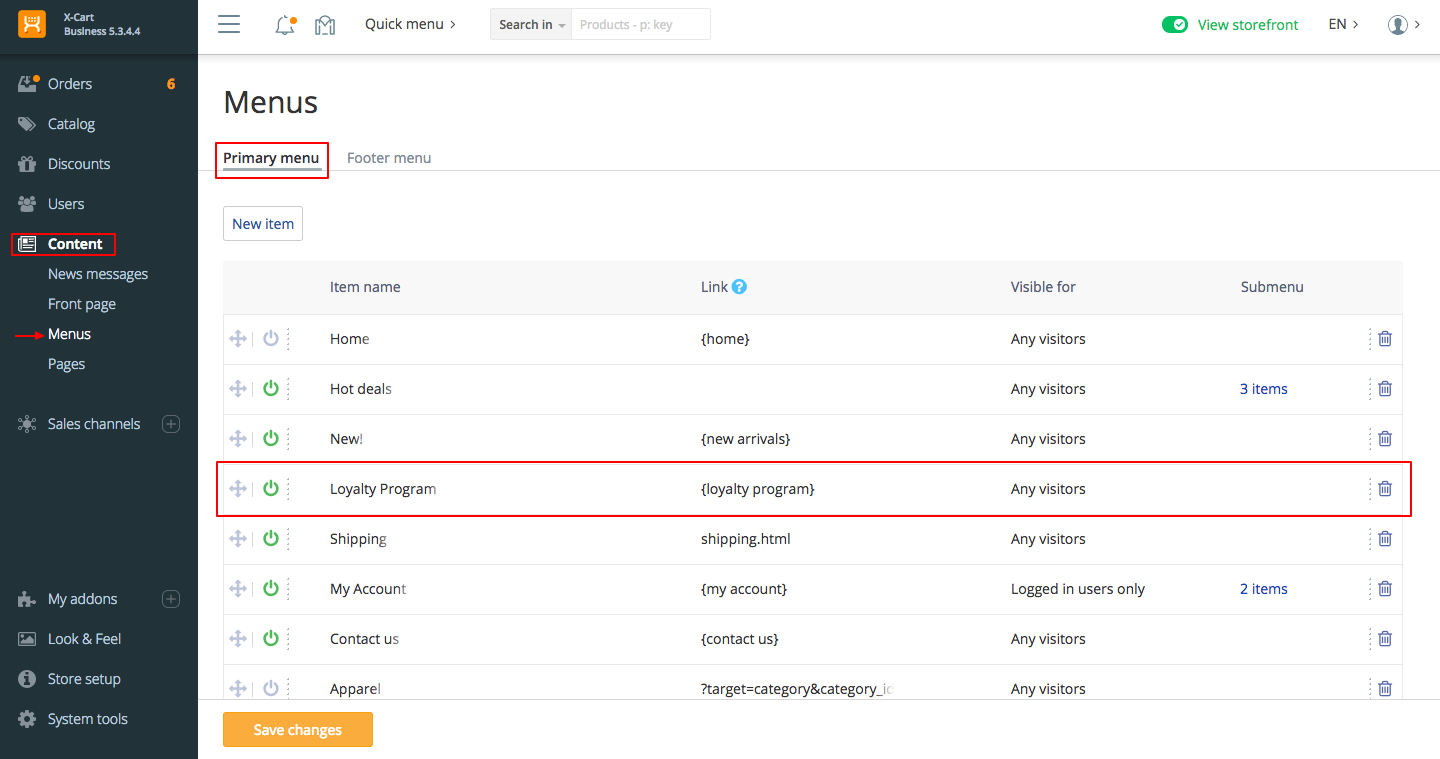 X-Cart
Business 5.3.4.4
Quick menu
Search in
Products - p: key
View storefront
EN
Orders 6
Catalog
Discounts
Users
Content
News messages
Front page
Menus
Pages
Sales channels
My addons
Look & Feel
Store setup
System tools
Menus
Primary menu Footer menu
New item
Item name Link ? Visible for Submenu
Home {home} Any visitors
Hot deals Any visitors 3 items
New! {new arrivals} Any visitors
Loyalty Program {loyalty program} Any visitors
Shipping shipping.html Any visitors
My Account {my account} Logged in users only 2 items
Contact us {contact us} Any visitors
Apparel ?target=category&category_id Any visitors
Save changes